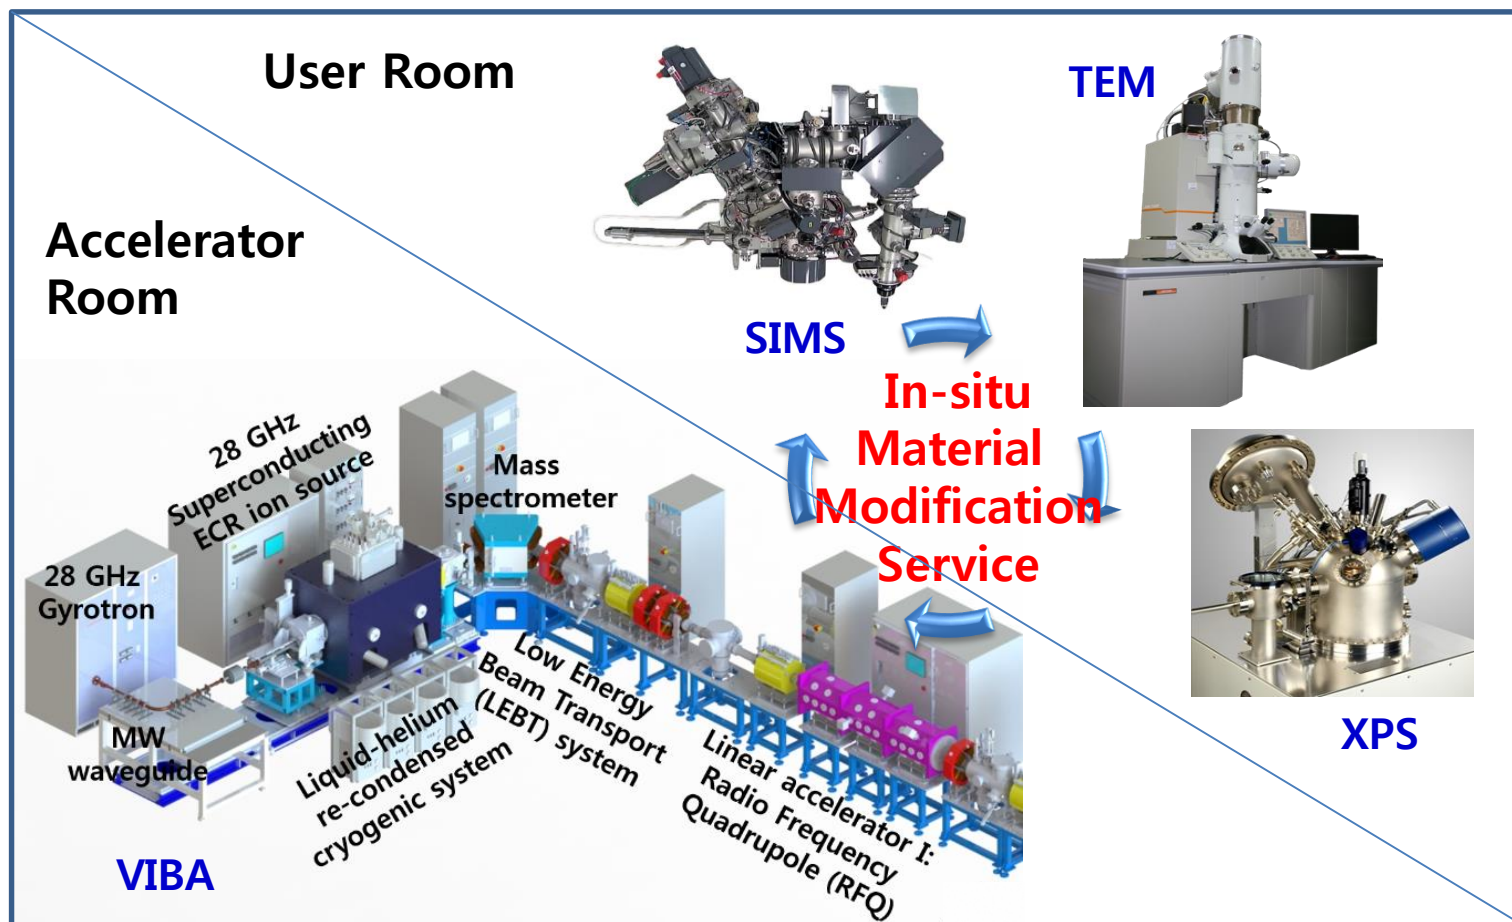 User Room
TEM
Accelerator
Room
SIMS
In-situ
Material
Modification
Service
28 GHz
Superconducting
ECR ion source
Mass
spectrometer
28 GHz
Gyrotron
MW
waveguide
Liquid-helium
re-condensed
cryogenic system
Low Energy
Beam Transport
(LEBT) system
Linear accelerator I:
Radio Frequency
Quadrupole (RFQ)
XPS
VIBA